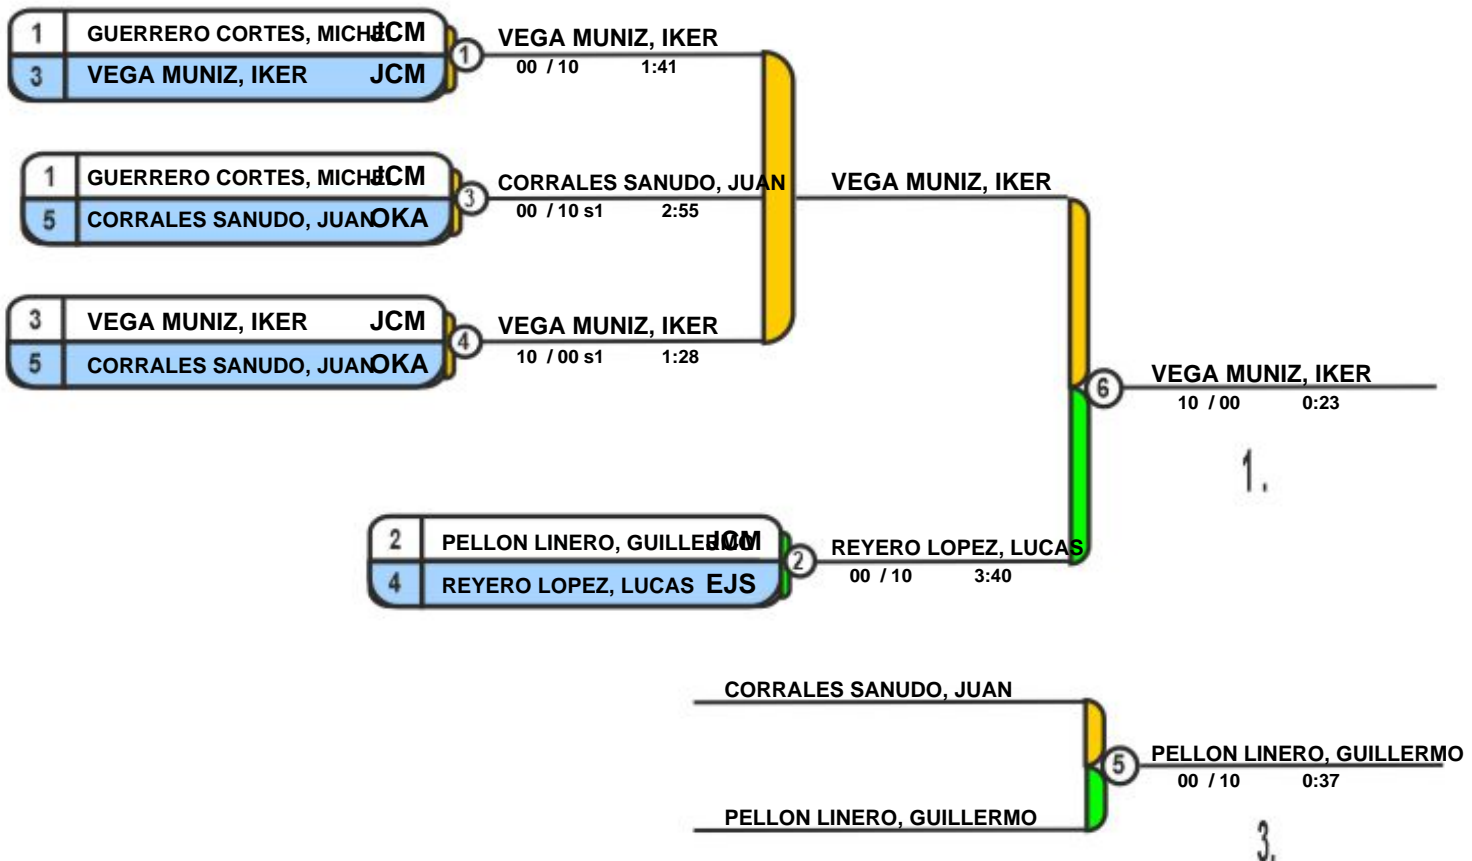 1 GUERRERO CORTES, MICHEL JCM
3 VEGA MUNIZ, IKER JCM
1
VEGA MUNIZ, IKER
00 / 10 1:41
1 GUERRERO CORTES, MICHEL JCM
5 CORRALES SANUDO, JUAN OKA
3
CORRALES SANUDO, JUAN
00 / 10 s1 2:55
VEGA MUNIZ, IKER
3 VEGA MUNIZ, IKER JCM
5 CORRALES SANUDO, JUAN OKA
4
VEGA MUNIZ, IKER
10 / 00 s1 1:28
6
VEGA MUNIZ, IKER
10 / 00 0:23
1.
2 PELLON LINERO, GUILLERMO JCM
4 REYERO LOPEZ, LUCAS EJS
2
REYERO LOPEZ, LUCAS
00 / 10 3:40
CORRALES SANUDO, JUAN
5
PELLON LINERO, GUILLERMO
00 / 10 0:37
PELLON LINERO, GUILLERMO
3.